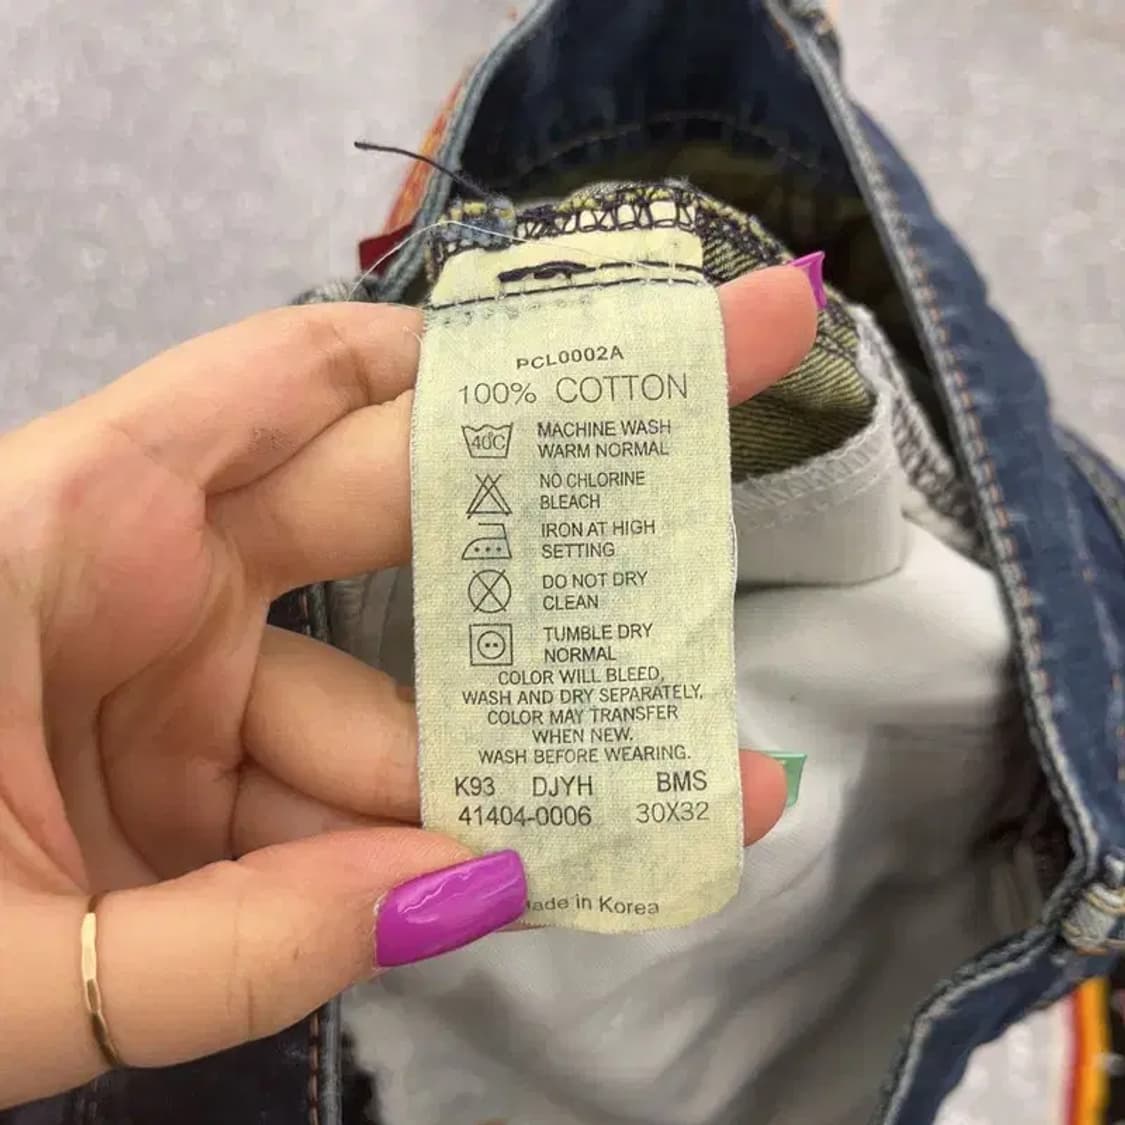 PCL0002A
100% COTTON
40C
MACHINE WASH
WARM NORMAL
NO CHLORINE
BLEACH
IRON AT HIGH
SETTING
DO NOT DRY
CLEAN
TUMBLE DRY
NORMAL
COLOR WILL BLEED,
WASH AND DRY SEPARATELY,
COLOR MAY TRANSFER
WHEN NEW.
WASH BEFORE WEARING.
K93 DJYH BMS
41404-0006 30X32
ade in Korea